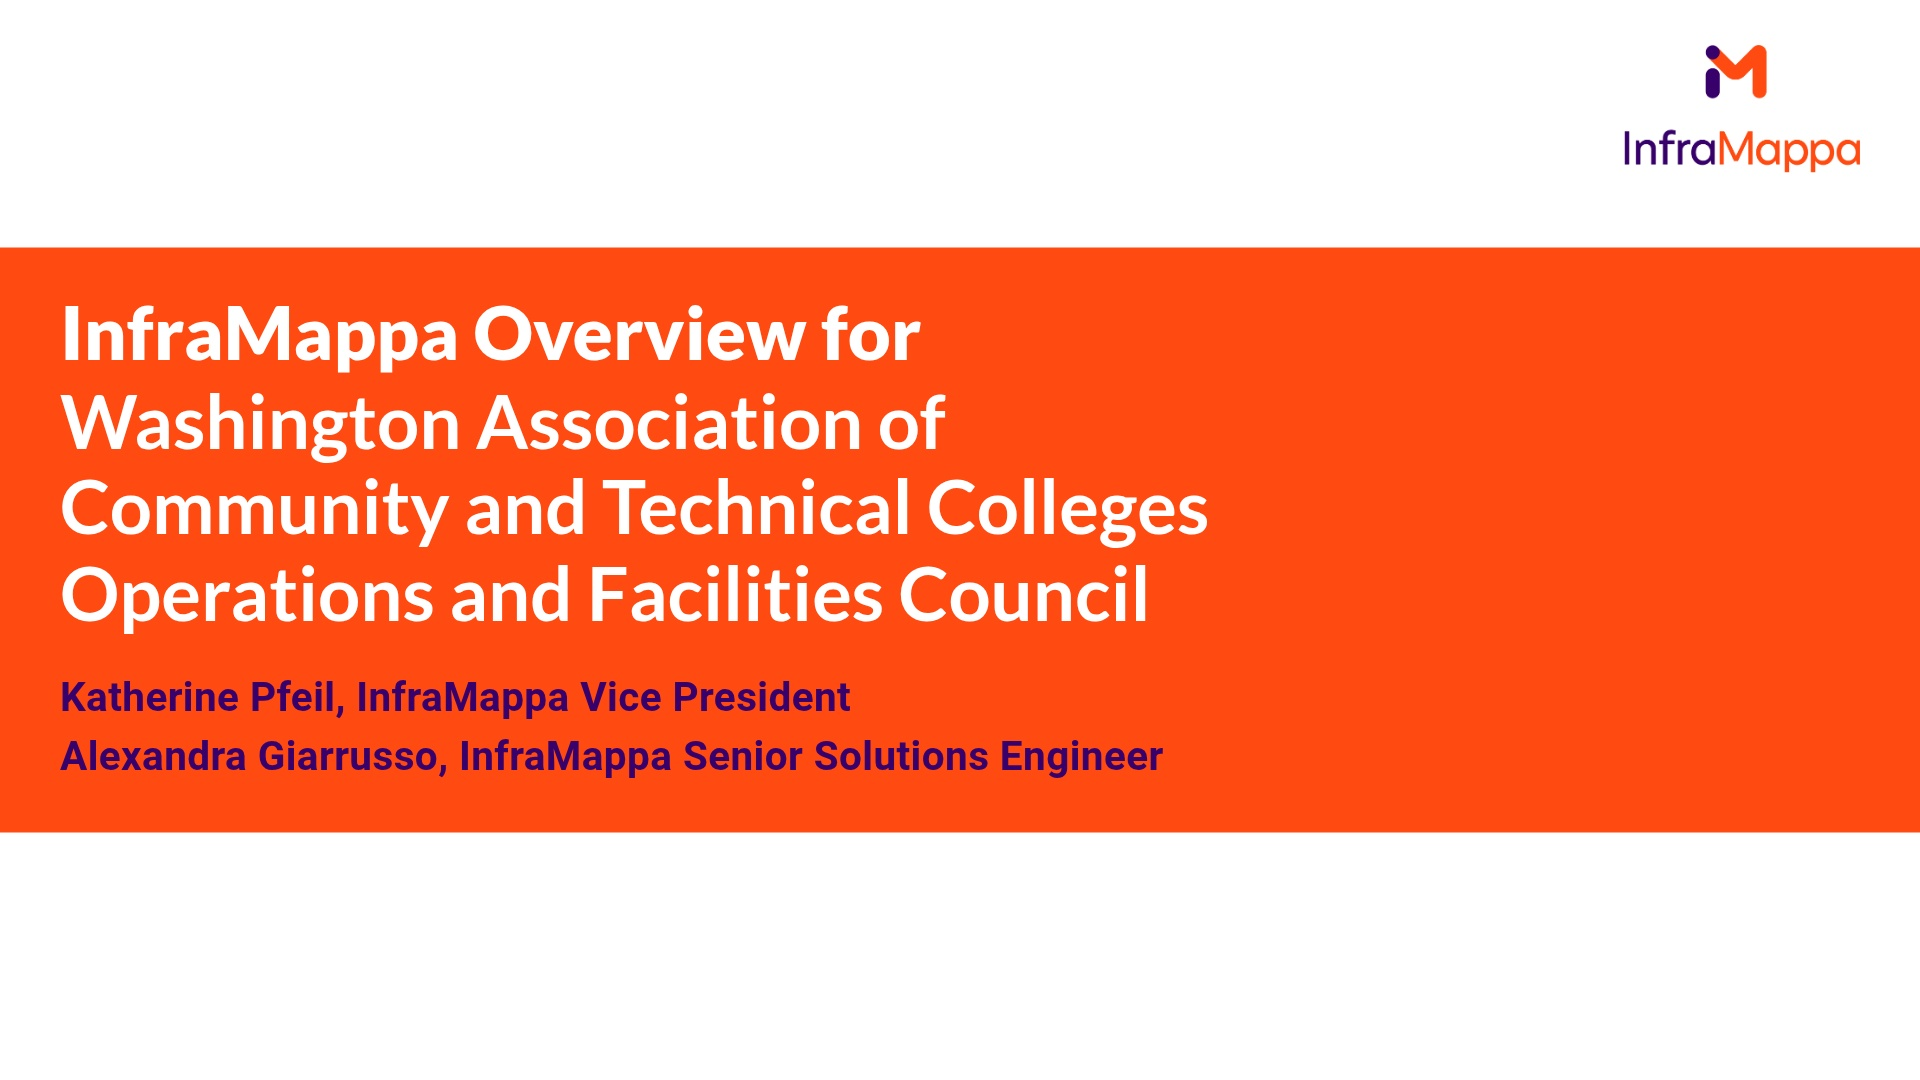 InfraMappa
InfraMappa Overview for
Washington Association of
Community and Technical Colleges
Operations and Facilities Council
Katherine Pfeil, InfraMappa Vice President
Alexandra Giarrusso, InfraMappa Senior Solutions Engineer